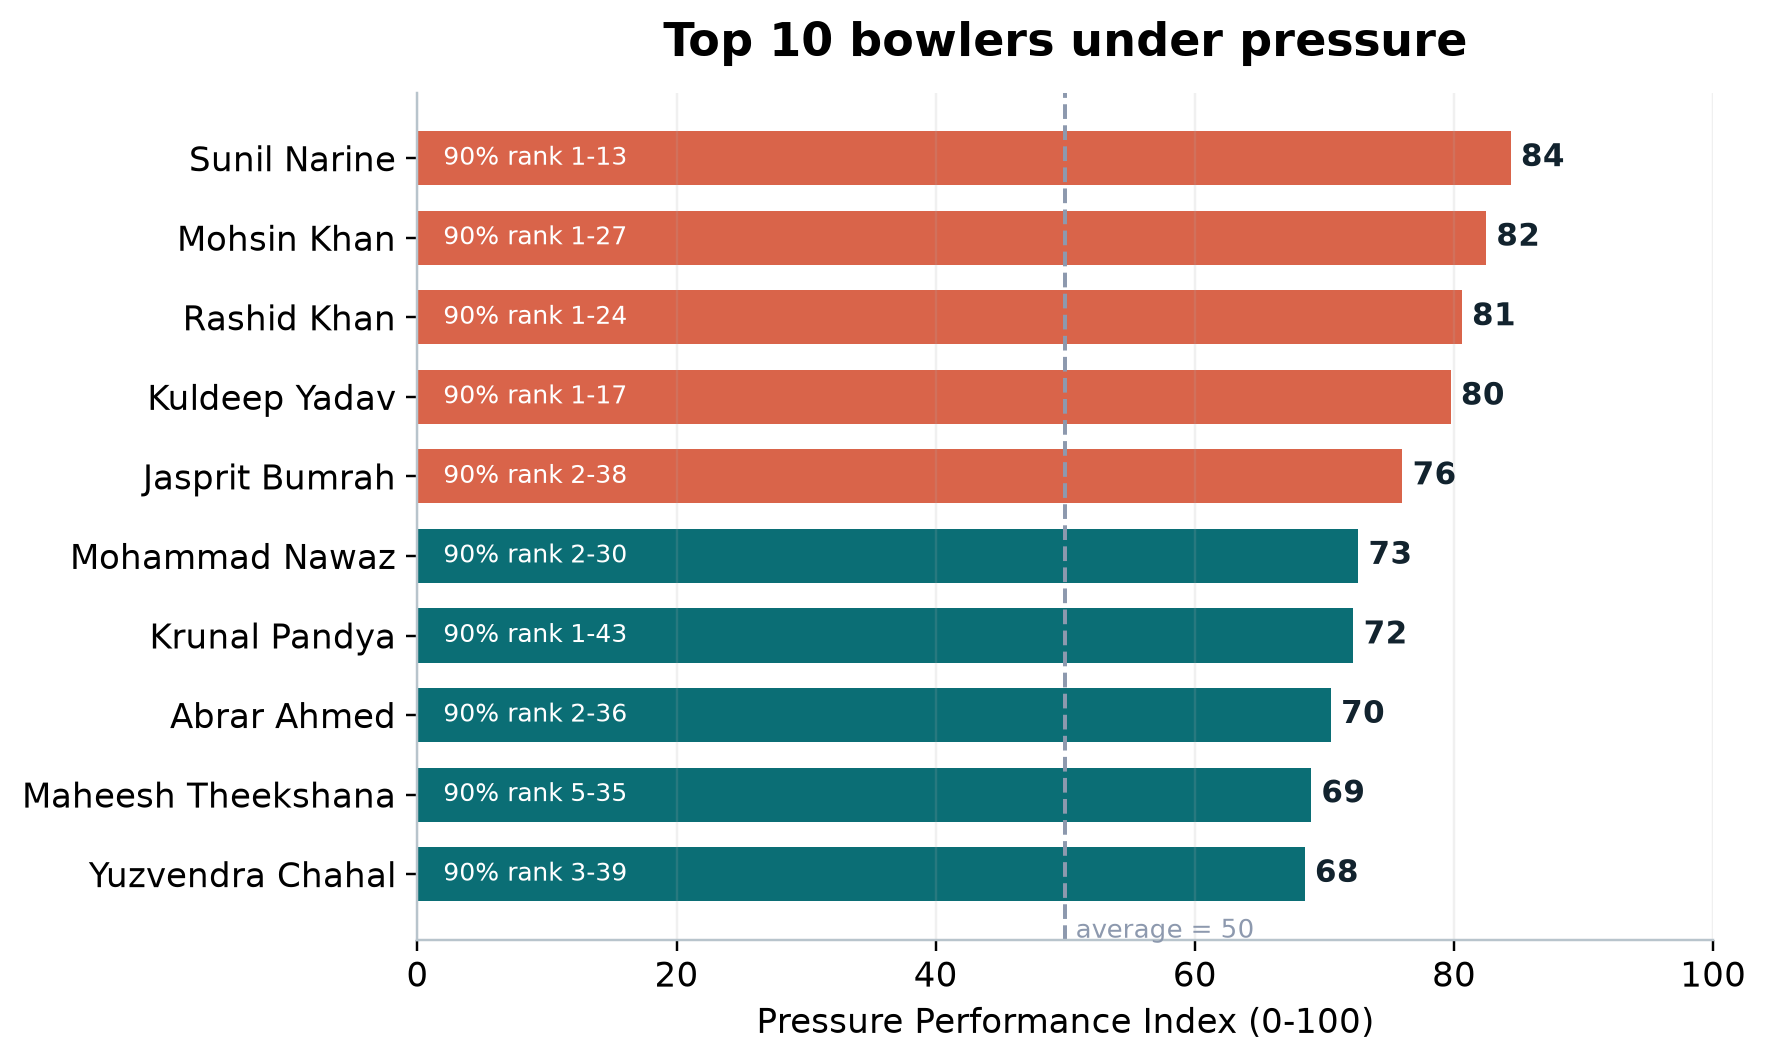 Top 10 bowlers under pressure
Sunil Narine 90% rank 1-13 84
Mohsin Khan 90% rank 1-27 82
Rashid Khan 90% rank 1-24 81
Kuldeep Yadav 90% rank 1-17 80
Jasprit Bumrah 90% rank 2-38 76
Mohammad Nawaz 90% rank 2-30 73
Krunal Pandya 90% rank 1-43 72
Abrar Ahmed 90% rank 2-36 70
Maheesh Theekshana 90% rank 5-35 69
Yuzvendra Chahal 90% rank 3-39 68
average = 50
0 20 40 60 80 100
Pressure Performance Index (0-100)